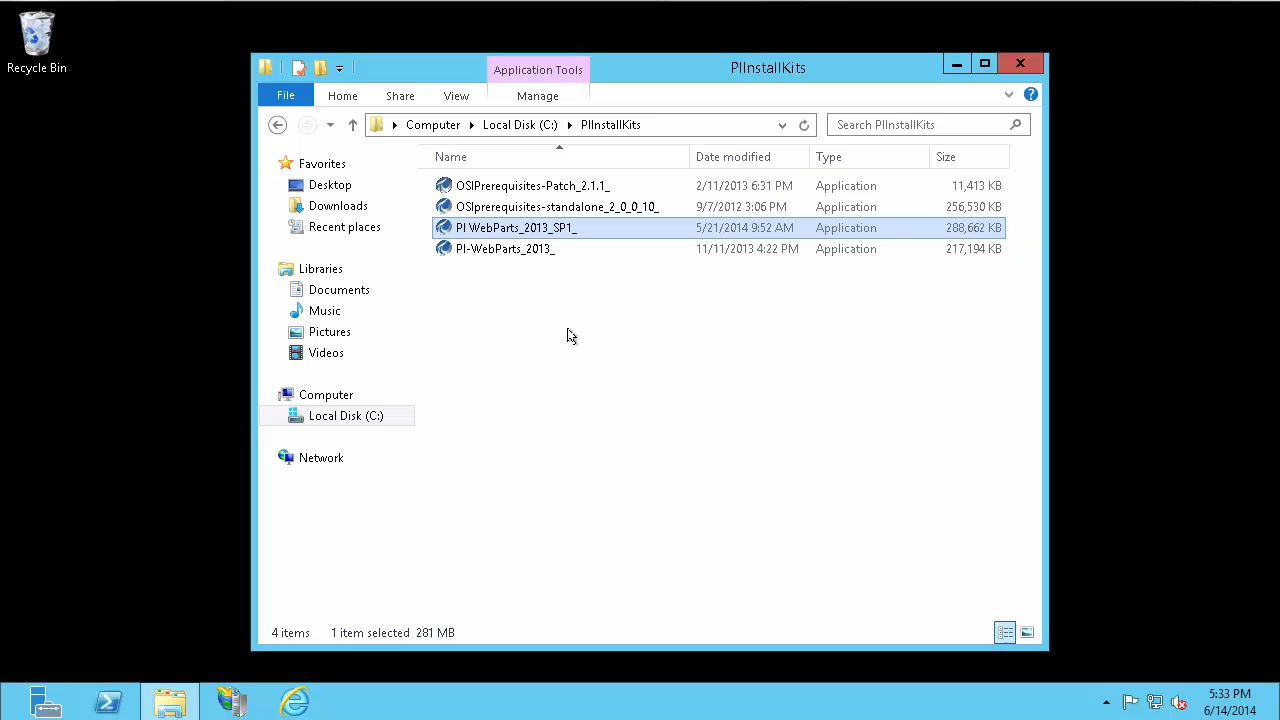 Recycle Bin
Application Tools
PIInstallKits
File Home Share View Manage
Computer Local Disk (C:) PIInstallKits
Search PIInstallKits
Name Date modified Type Size
Favorites
Desktop
Downloads
Recent places
Libraries
Documents
Music
Pictures
Videos
Computer
Local Disk (C:)
Network
OSIPrerequisites-Patch_2.1.1_ 2/11/2013 6:31 PM Application 11,413 KB
OSIprerequisites-standalone_2_0_0_10_ 9/7/2012 3:06 PM Application 256,530 KB
PI WebParts_2013_SP1_ 5/21/2014 9:52 AM Application 288,662 KB
PI-WebParts_2013_ 11/11/2013 4:22 PM Application 217,194 KB
4 items 1 item selected 281 MB
5:33 PM
6/14/2014